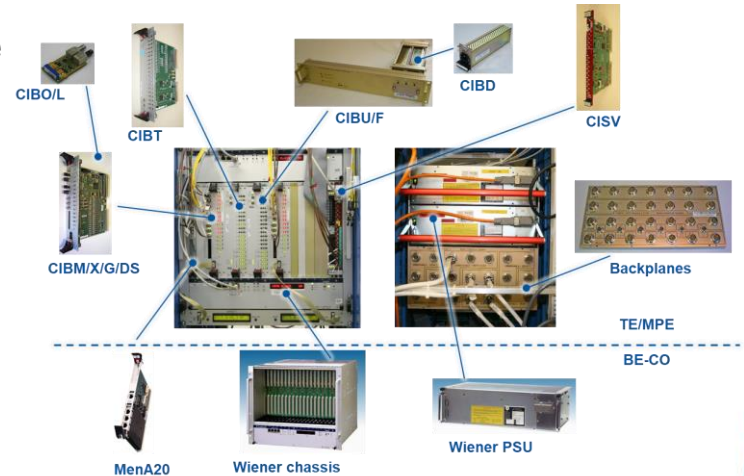 e
CIBO/L
CIBT
CIBU/F
CIBD
CISV
CIBM/X/G/DS
Backplanes
TE/MPE
BE-CO
MenA20
Wiener chassis
Wiener PSU